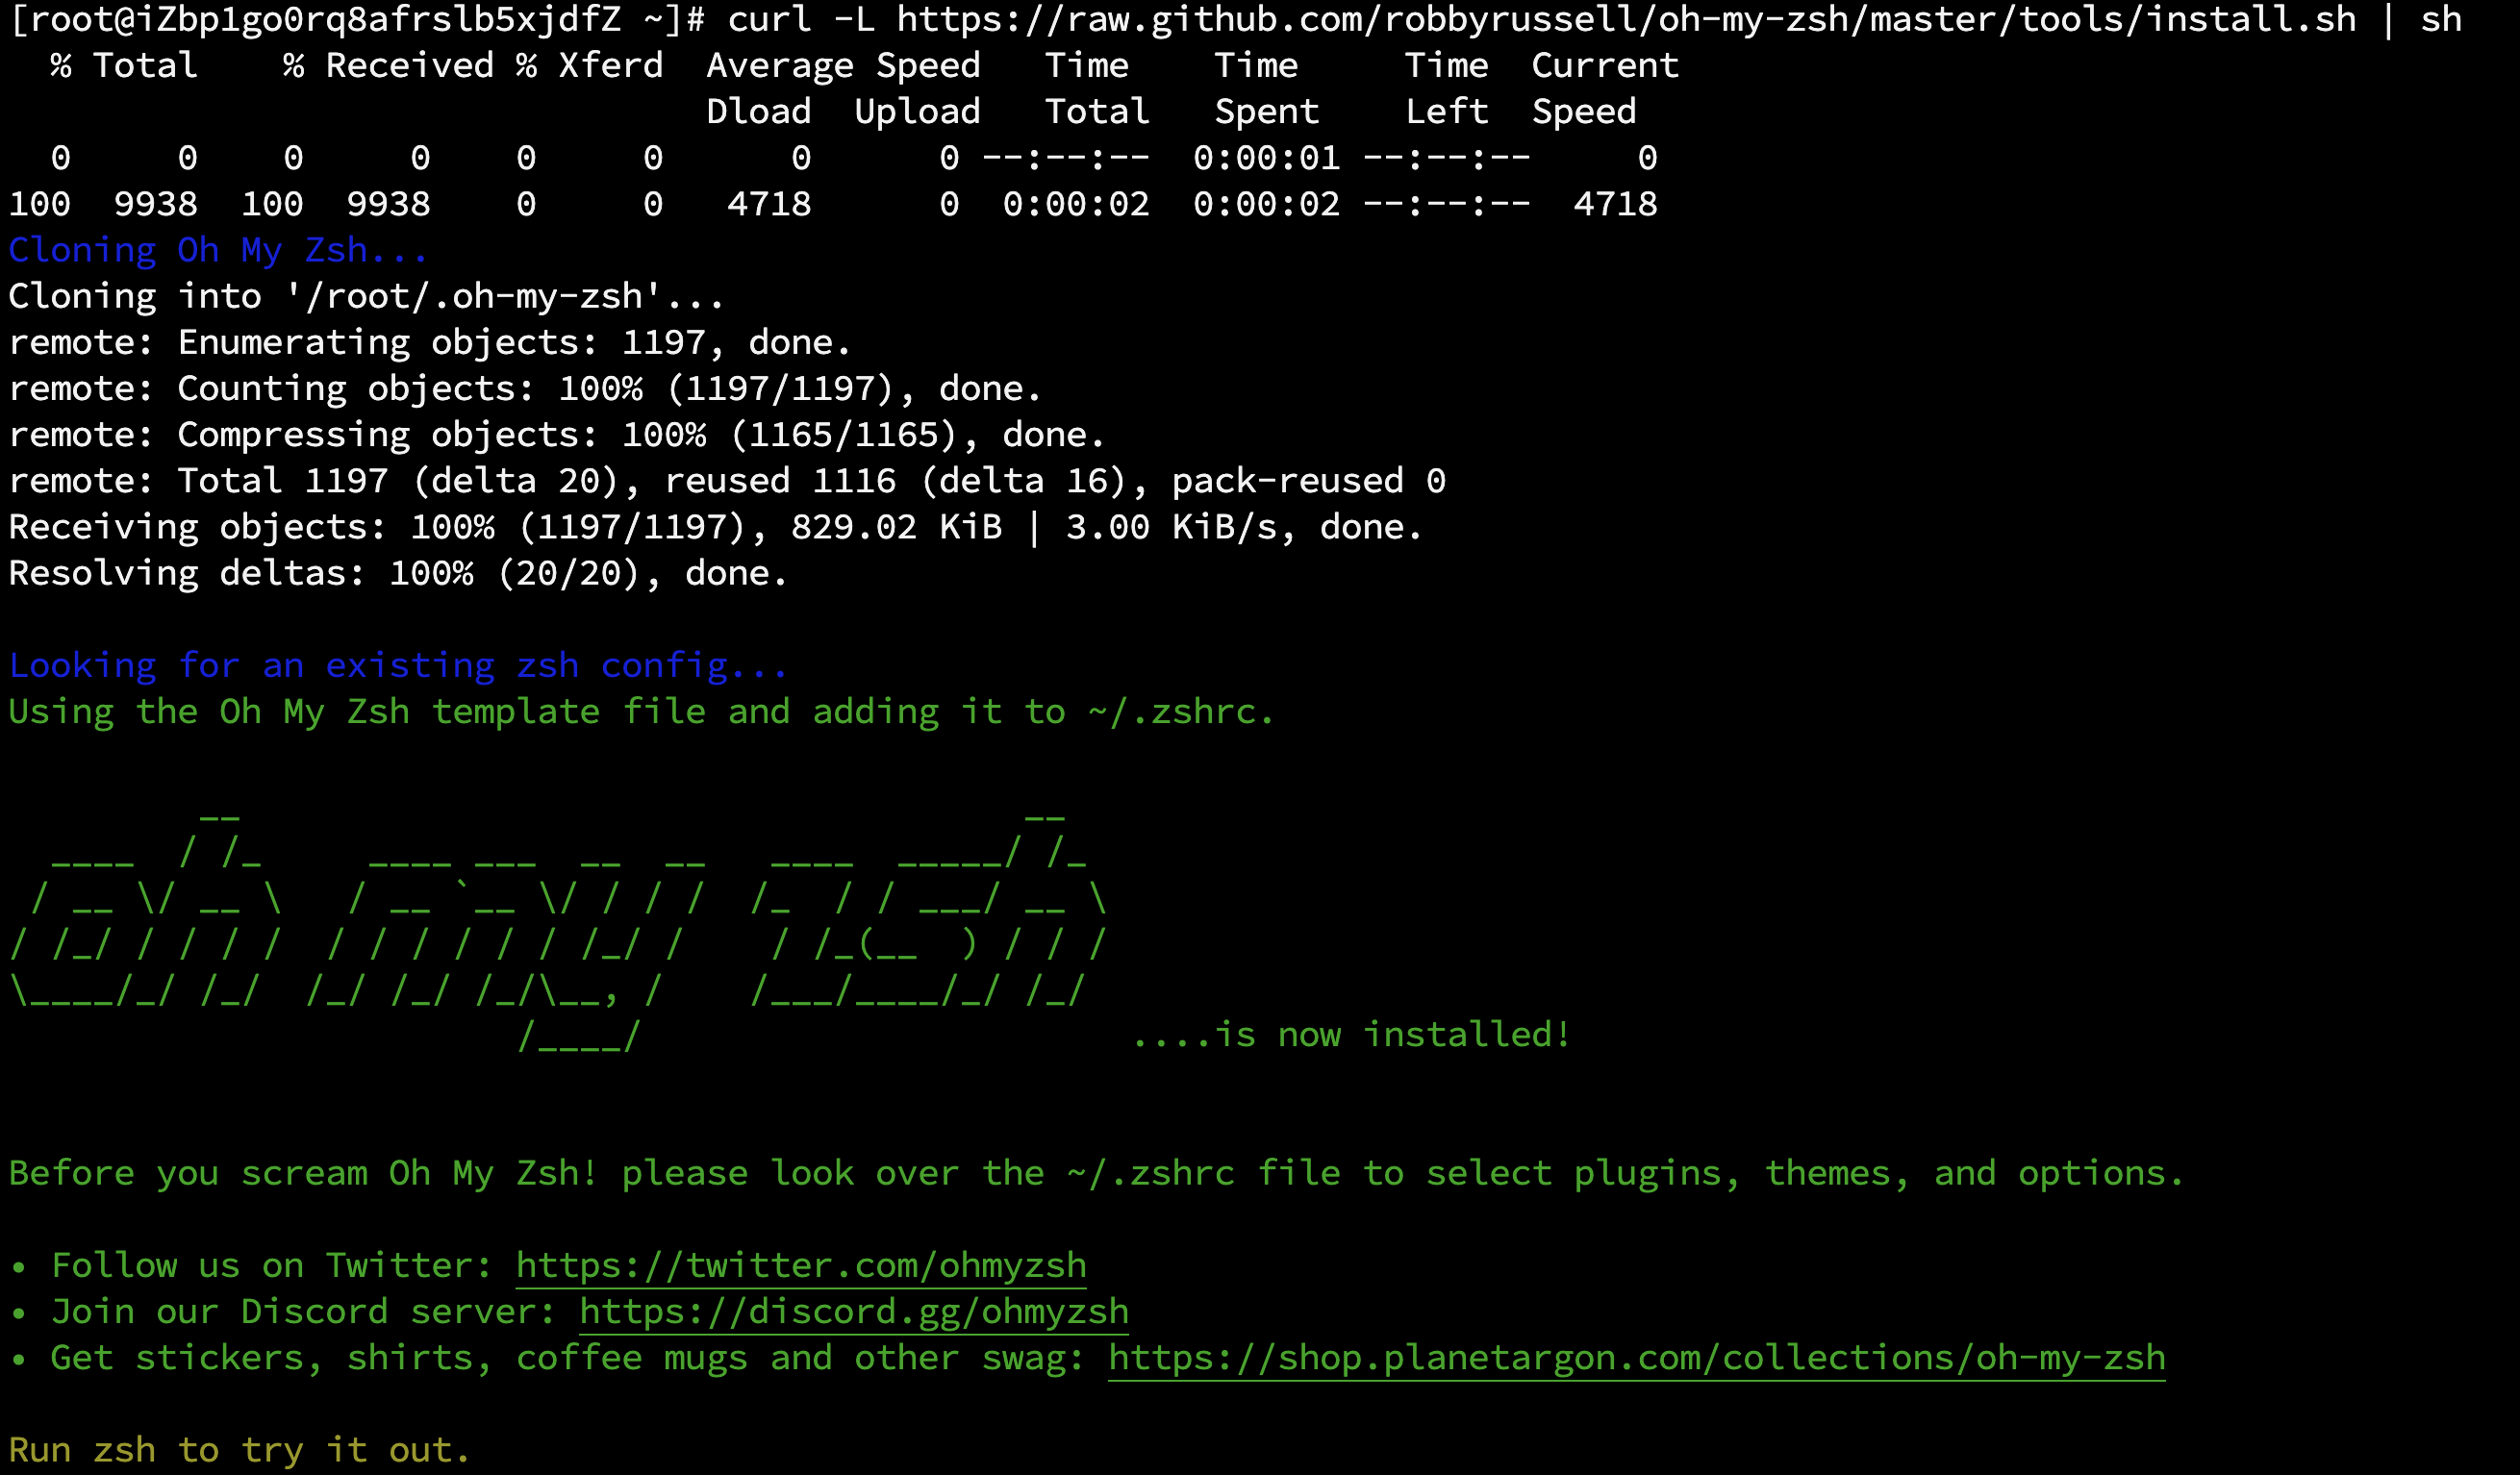 [root@iZbp1go0rq8afrslb5xjdfZ ~]# curl -L https://raw.github.com/robbyrussell/oh-my-zsh/master/tools/install.sh | sh
  % Total    % Received % Xferd  Average Speed   Time    Time     Time  Current
                                 Dload  Upload   Total   Spent    Left  Speed
  0     0    0     0    0     0      0      0 --:--:--  0:00:01 --:--:--     0
100  9938  100  9938    0     0   4718      0  0:00:02  0:00:02 --:--:--  4718
Cloning Oh My Zsh...
Cloning into '/root/.oh-my-zsh'...
remote: Enumerating objects: 1197, done.
remote: Counting objects: 100% (1197/1197), done.
remote: Compressing objects: 100% (1165/1165), done.
remote: Total 1197 (delta 20), reused 1116 (delta 16), pack-reused 0
Receiving objects: 100% (1197/1197), 829.02 KiB | 3.00 KiB/s, done.
Resolving deltas: 100% (20/20), done.

Looking for an existing zsh config...
Using the Oh My Zsh template file and adding it to ~/.zshrc.

         __                                     __
  ____  / /_     ____ ___  __  __   ____  _____/ /_
 / __ \/ __ \   / __ `__ \/ / / /  /_  / / ___/ __ \
/ /_/ / / / /  / / / / / / /_/ /    / /_(__  ) / / /
\____/_/ /_/  /_/ /_/ /_/\__, /    /___/____/_/ /_/
                        /____/                       ....is now installed!

Before you scream Oh My Zsh! please look over the ~/.zshrc file to select plugins, themes, and options.

• Follow us on Twitter: https://twitter.com/ohmyzsh
• Join our Discord server: https://discord.gg/ohmyzsh
• Get stickers, shirts, coffee mugs and other swag: https://shop.planetargon.com/collections/oh-my-zsh

Run zsh to try it out.